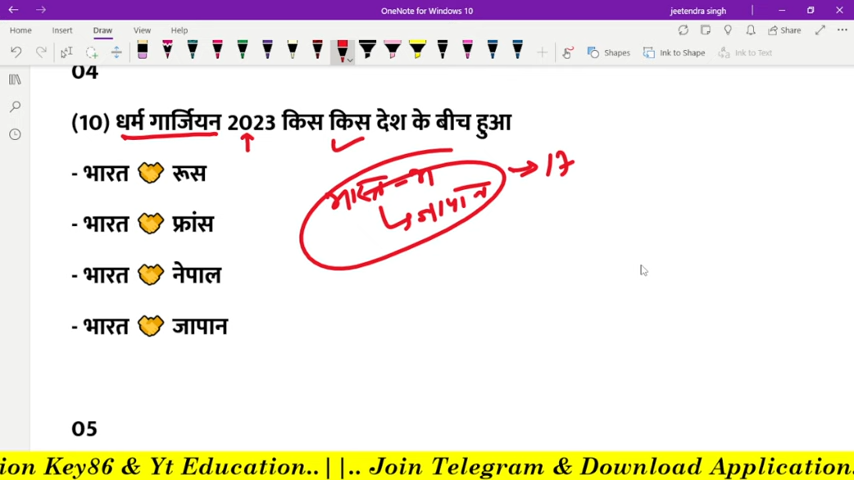 OneNote for Windows 10
jeetendra singh
Home Insert Draw View Help
Share
Shapes Ink to Shape Ink to Text
04
(10) धर्म गार्जियन 2023 किस किस देश के बीच हुआ
- भारत 🤝 रूस
→ 17
जापान
- भारत 🤝 फ्रांस
- भारत 🤝 नेपाल
- भारत 🤝 जापान
05
ion Key86 & Yt Education..||.. Join Telegram & Download Application.